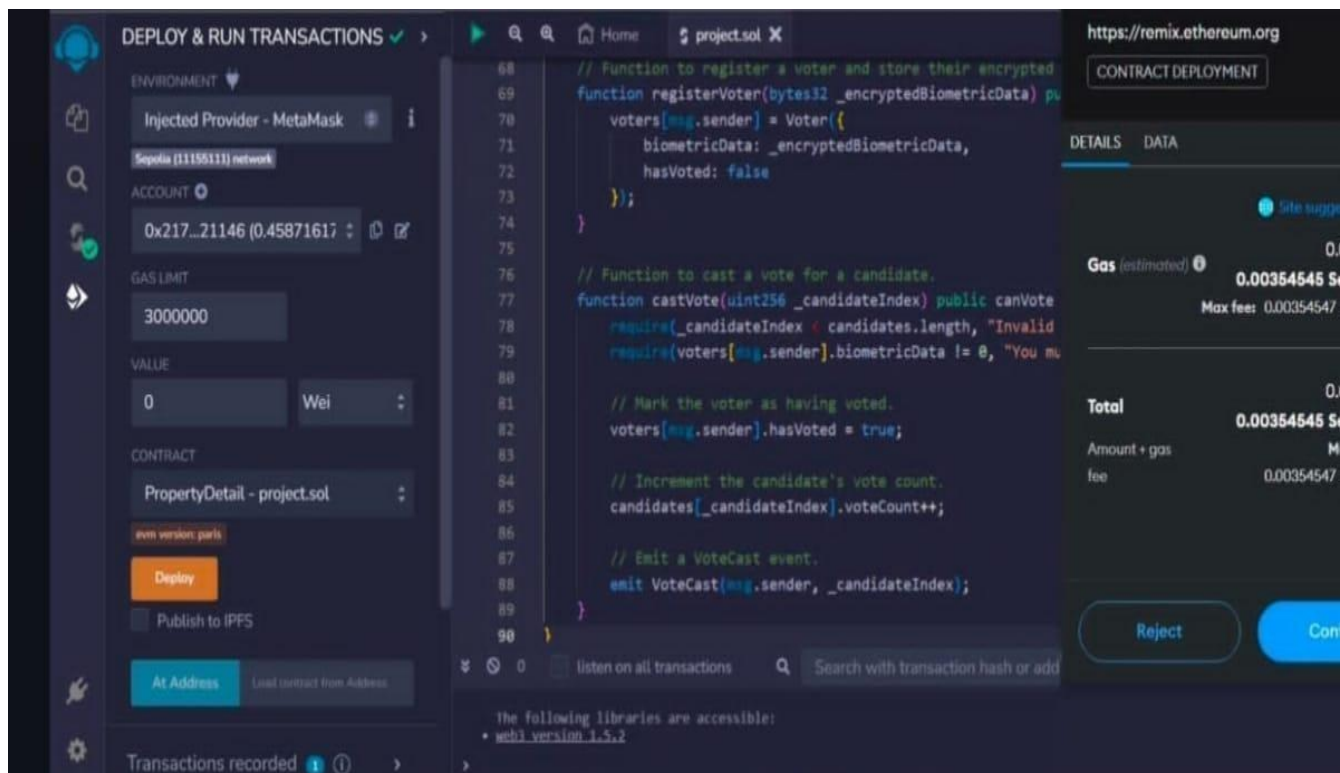 DEPLOY & RUN TRANSACTIONS
ENVIRONMENT
Injected Provider - MetaMask
Sepolia (11155111) network
ACCOUNT
0x217...21146 (0.45871617
GAS LIMIT
3000000
VALUE
0
Wei
CONTRACT
PropertyDetail - project.sol
evm version: paris
Deploy
Publish to IPFS
At Address
Load contract from Address
Transactions recorded 1
Home
project.sol
68 // Function to register a voter and store their encrypted
69 function registerVoter(bytes32 _encryptedBiometricData) pu
70 voters[msg.sender] = Voter({
71 biometricData: _encryptedBiometricData,
72 hasVoted: false
73 });
74 }
75
76 // Function to cast a vote for a candidate.
77 function castVote(uint256 _candidateIndex) public canVote
78 require(_candidateIndex < candidates.length, "Invalid
79 require(voters[msg.sender].biometricData != 0, "You mu
80
81 // Mark the voter as having voted.
82 voters[msg.sender].hasVoted = true;
83
84 // Increment the candidate's vote count.
85 candidates[_candidateIndex].voteCount++;
86
87 // Emit a VoteCast event.
88 emit VoteCast(msg.sender, _candidateIndex);
89 }
90 }
0
listen on all transactions
Search with transaction hash or add
The following libraries are accessible:
• web3 version 1.5.2
>
https://remix.ethereum.org
CONTRACT DEPLOYMENT
DETAILS DATA
Site sugge
0.0
Gas (estimated)
0.00354545 Se
Max fee: 0.00354547
0.0
Total
0.00354545 Se
Amount + gas
fee
M
0.00354547
Reject
Con